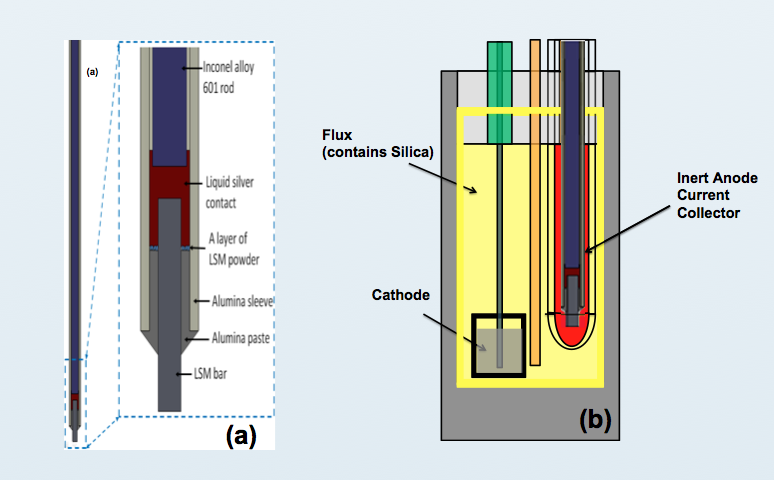 (a)
Inconel alloy
601 rod
Liquid silver
contact
A layer of
LSM powder
Alumina sleeve
Alumina paste
LSM bar
(a)
Flux
(contains Silica)
Cathode
Inert Anode
Current
Collector
(b)